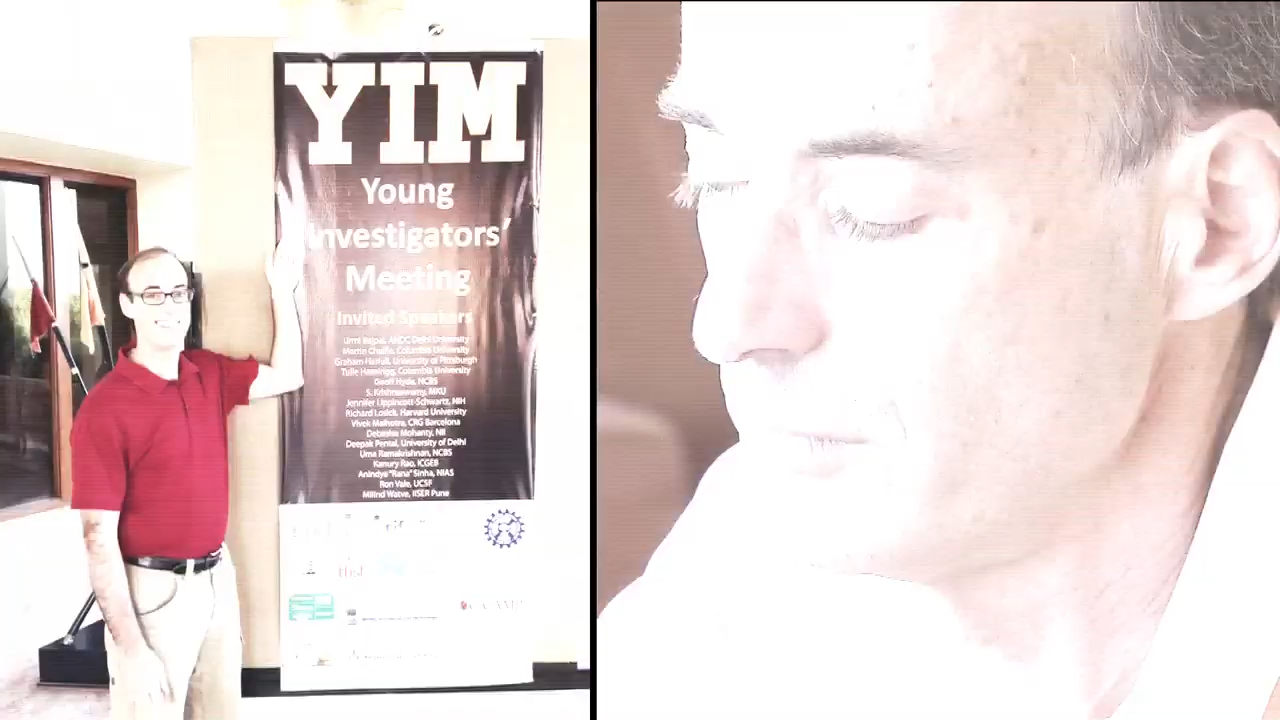 YIM
Young
Investigators'
Meeting
Invited Speakers
Urmi Bajpai, ANDC Delhi University
Martin Chalfie, Columbia University
Graham Hatfull, University of Pittsburgh
Tulle Hazelrigg, Columbia University
Geoff Hyde, NCBS
S. Krishnaswamy, MKU
Jennifer Lippincott-Schwartz, NIH
Richard Losick, Harvard University
Vivek Malhotra, CRG Barcelona
Debasisa Mohanty, NII
Deepak Pental, University of Delhi
Uma Ramakrishnan, NCBS
Kanury Rao, ICGEB
Anindya "Rana" Sinha, NIAS
Ron Vale, UCSF
Milind Watve, IISER Pune